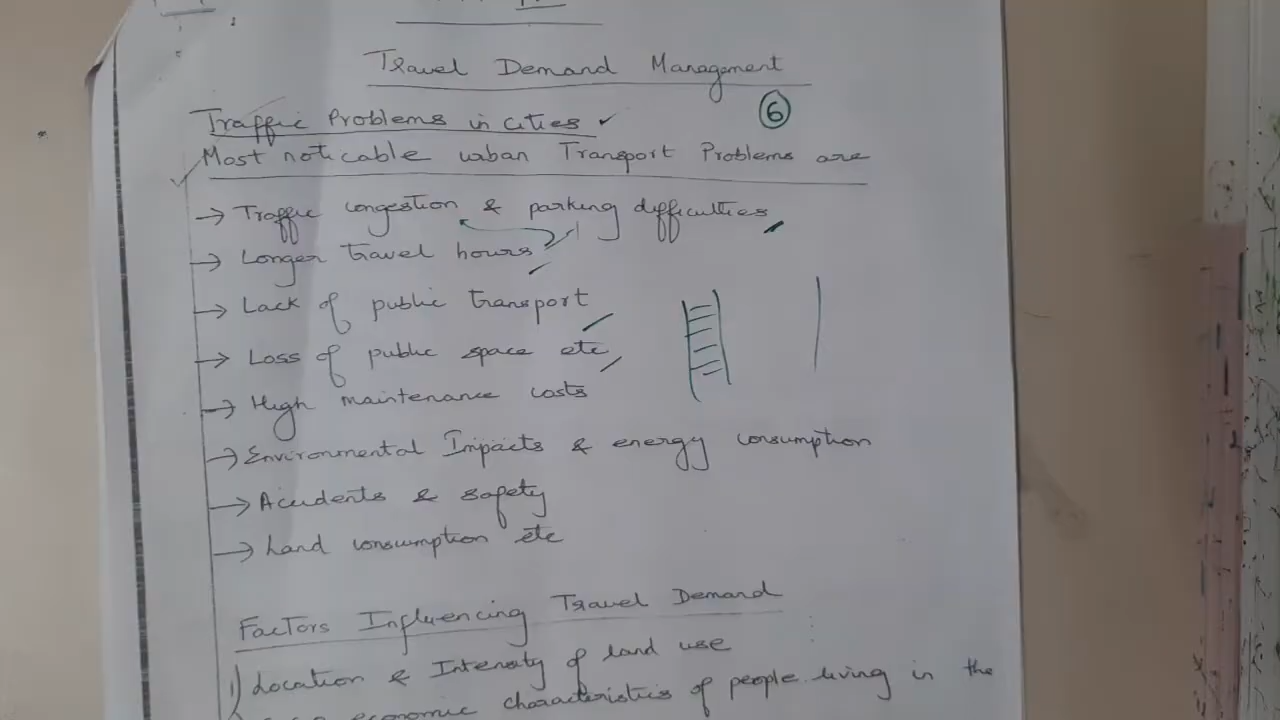 Travel Demand Management
6
Traffic Problems in cities
Most noticable urban Transport Problems are
→ Traffic congestion & parking difficulties
→ Longer travel hours
→ Lack of public transport
→ Loss of public space etc
→ High maintenance costs
→ Environmental Impacts & energy consumption
→ Accidents & safety
→ Land consumption etc
Factors Influencing Travel Demand
1) Location & Intensity of land use
economic characteristics of people living in the